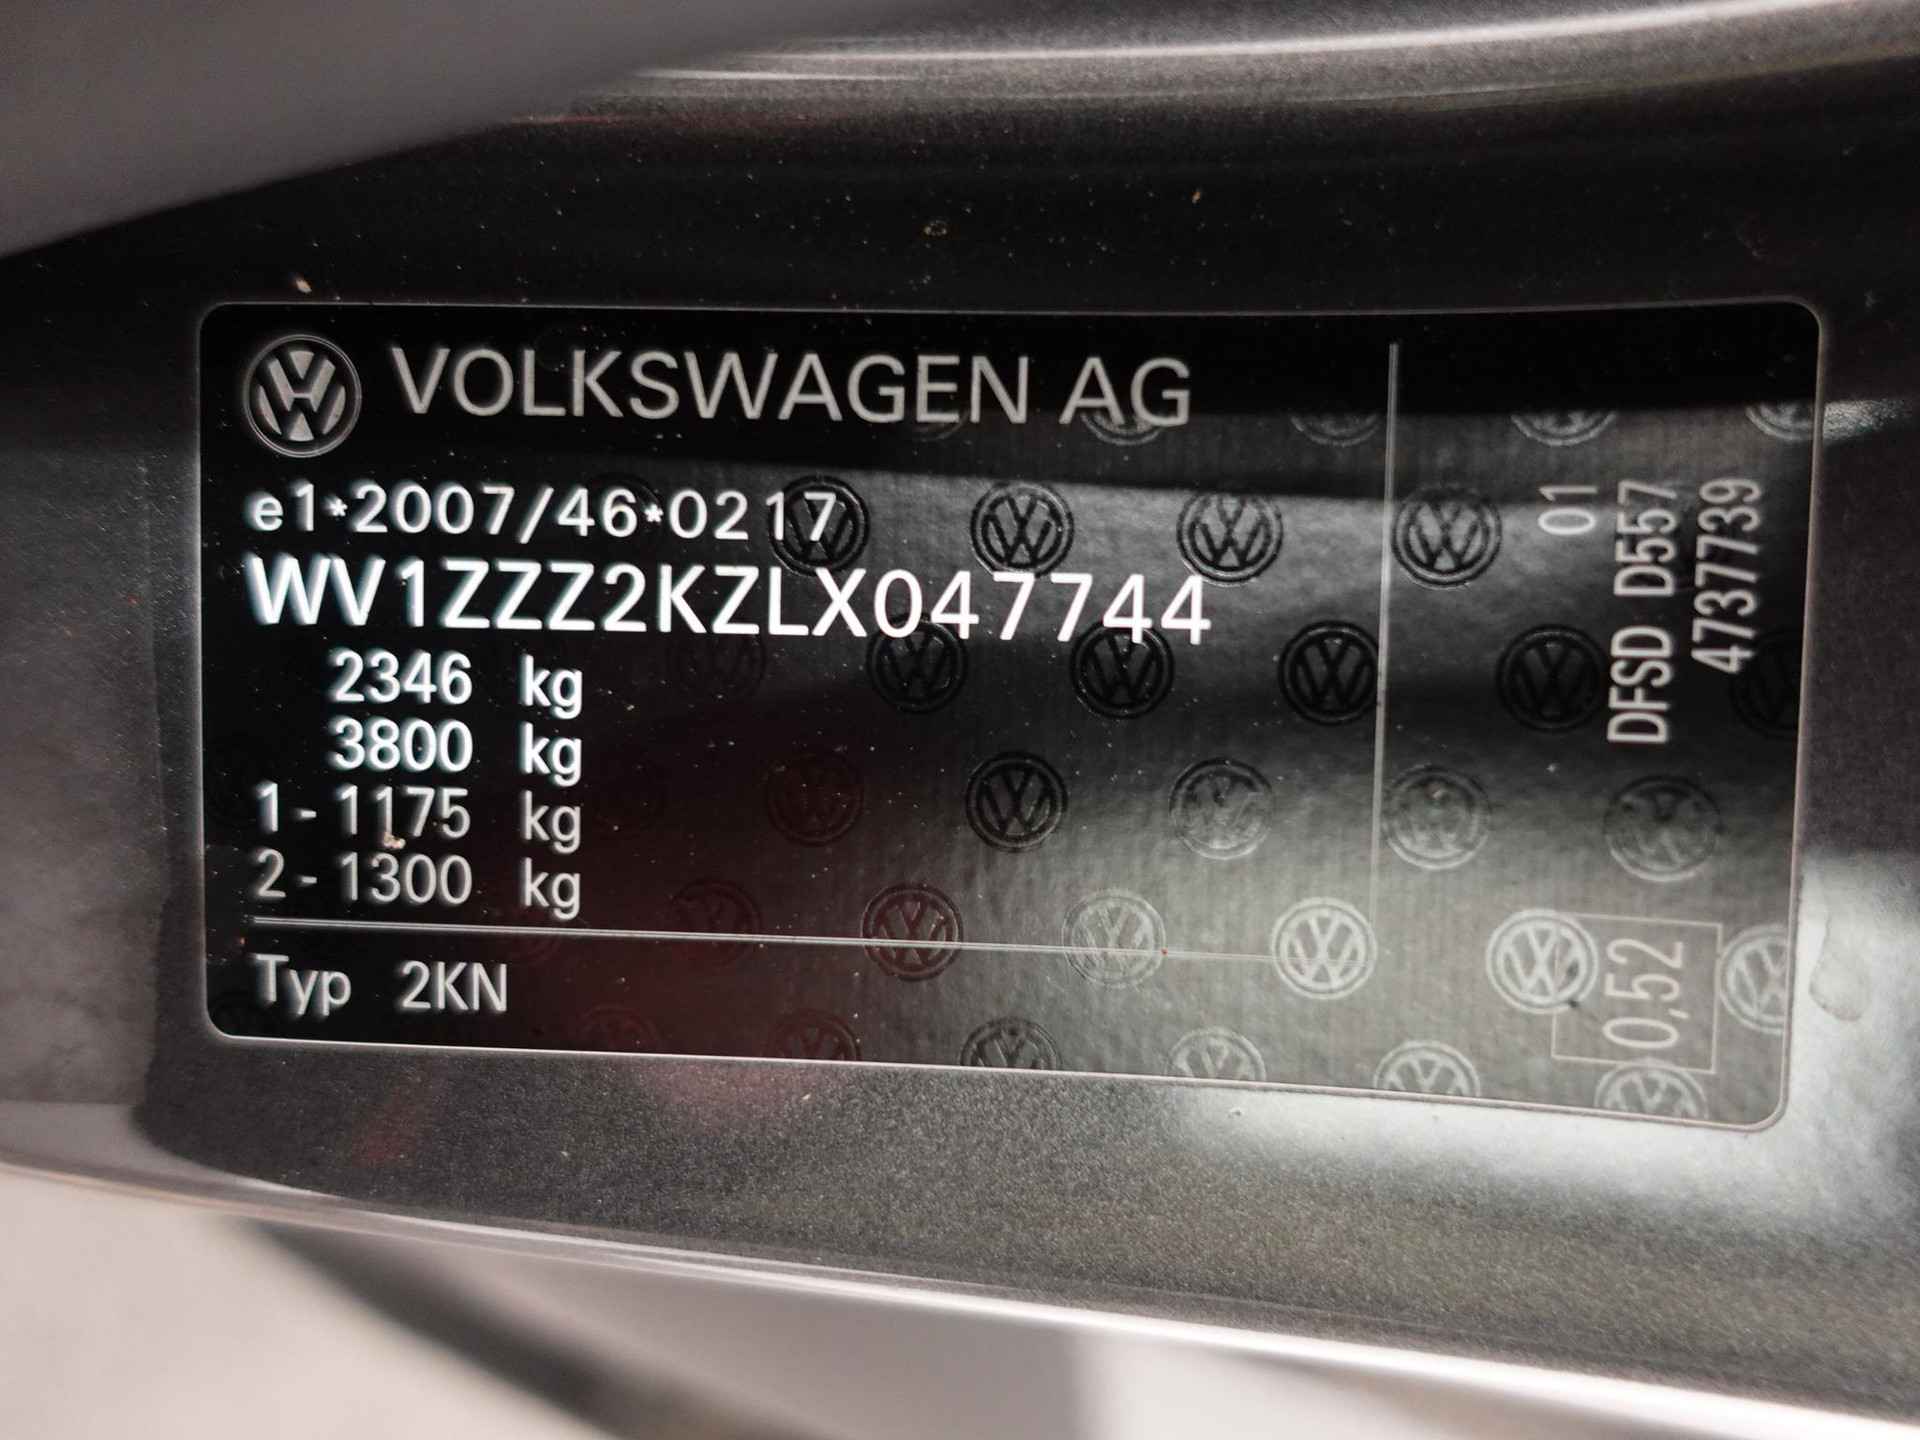 VOLKSWAGEN AG
e1*2007/46*0217
WV1ZZZ2KZLX047744
2346 kg
3800 kg
1 - 1175 kg
2 - 1300 kg
Typ 2KN
01
DFSD D557
4737739
0,52